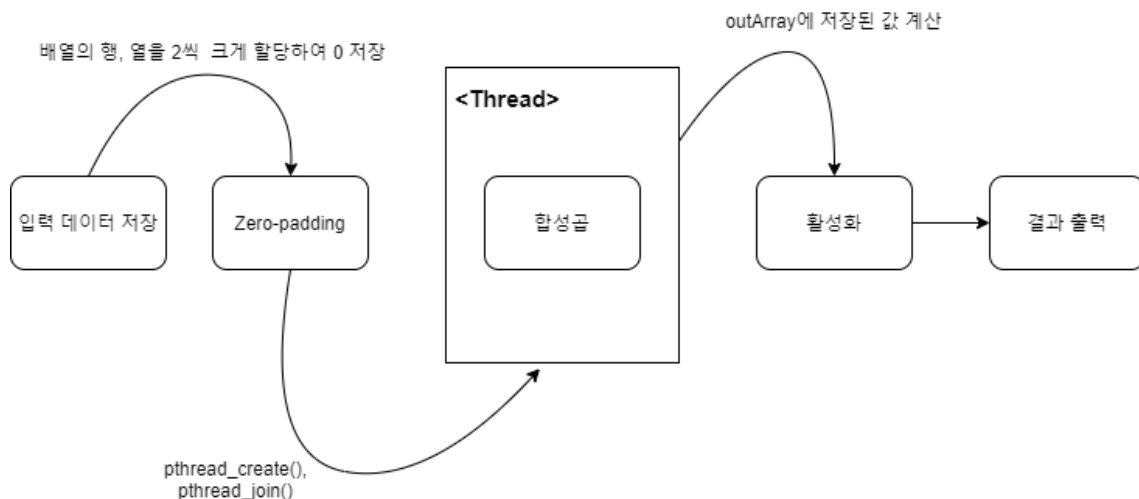 outArray에 저장된 값 계산
배열의 행, 열을 2씩 크게 할당하여 0 저장
<Thread>
입력 데이터 저장
Zero-padding
합성곱
활성화
결과 출력
pthread_create(),
pthread_join()